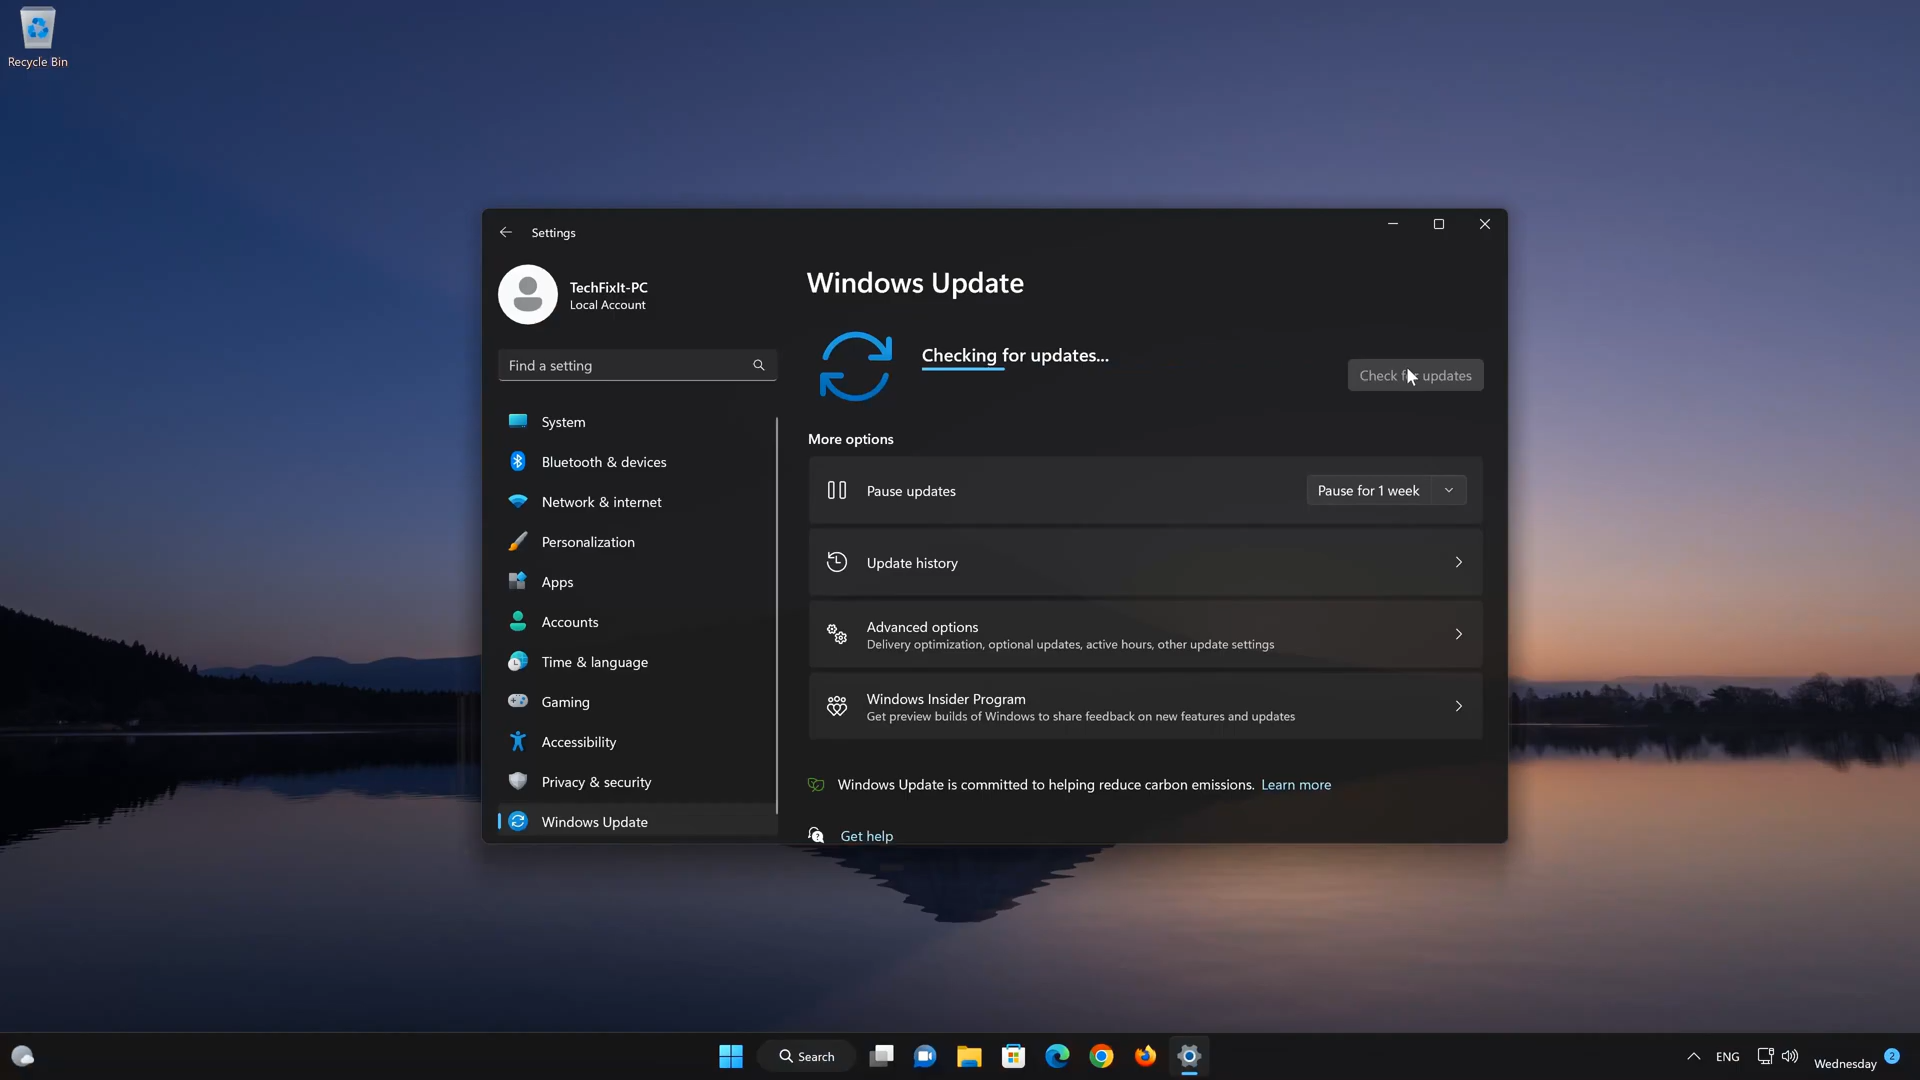 Recycle Bin
Settings
TechFixIt-PC
Local Account
Find a setting
System
Bluetooth & devices
Network & internet
Personalization
Apps
Accounts
Time & language
Gaming
Accessibility
Privacy & security
Windows Update
Windows Update
Checking for updates...
Check for updates
More options
Pause updates
Pause for 1 week
Update history
Advanced options
Delivery optimization, optional updates, active hours, other update settings
Windows Insider Program
Get preview builds of Windows to share feedback on new features and updates
Windows Update is committed to helping reduce carbon emissions. Learn more
Get help
Search
ENG
Wednesday
2